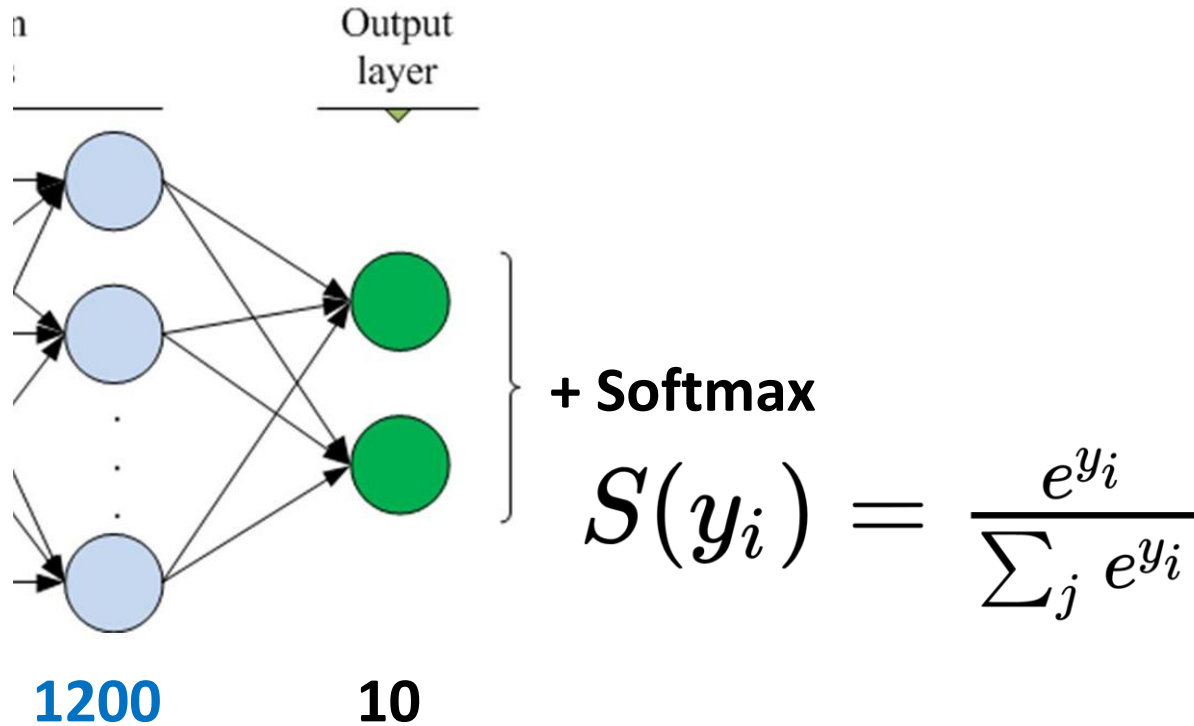 n
s
Output
layer
+ Softmax
S(y_i) = e^{y_i} / ∑_j e^{y_i}
1200
10